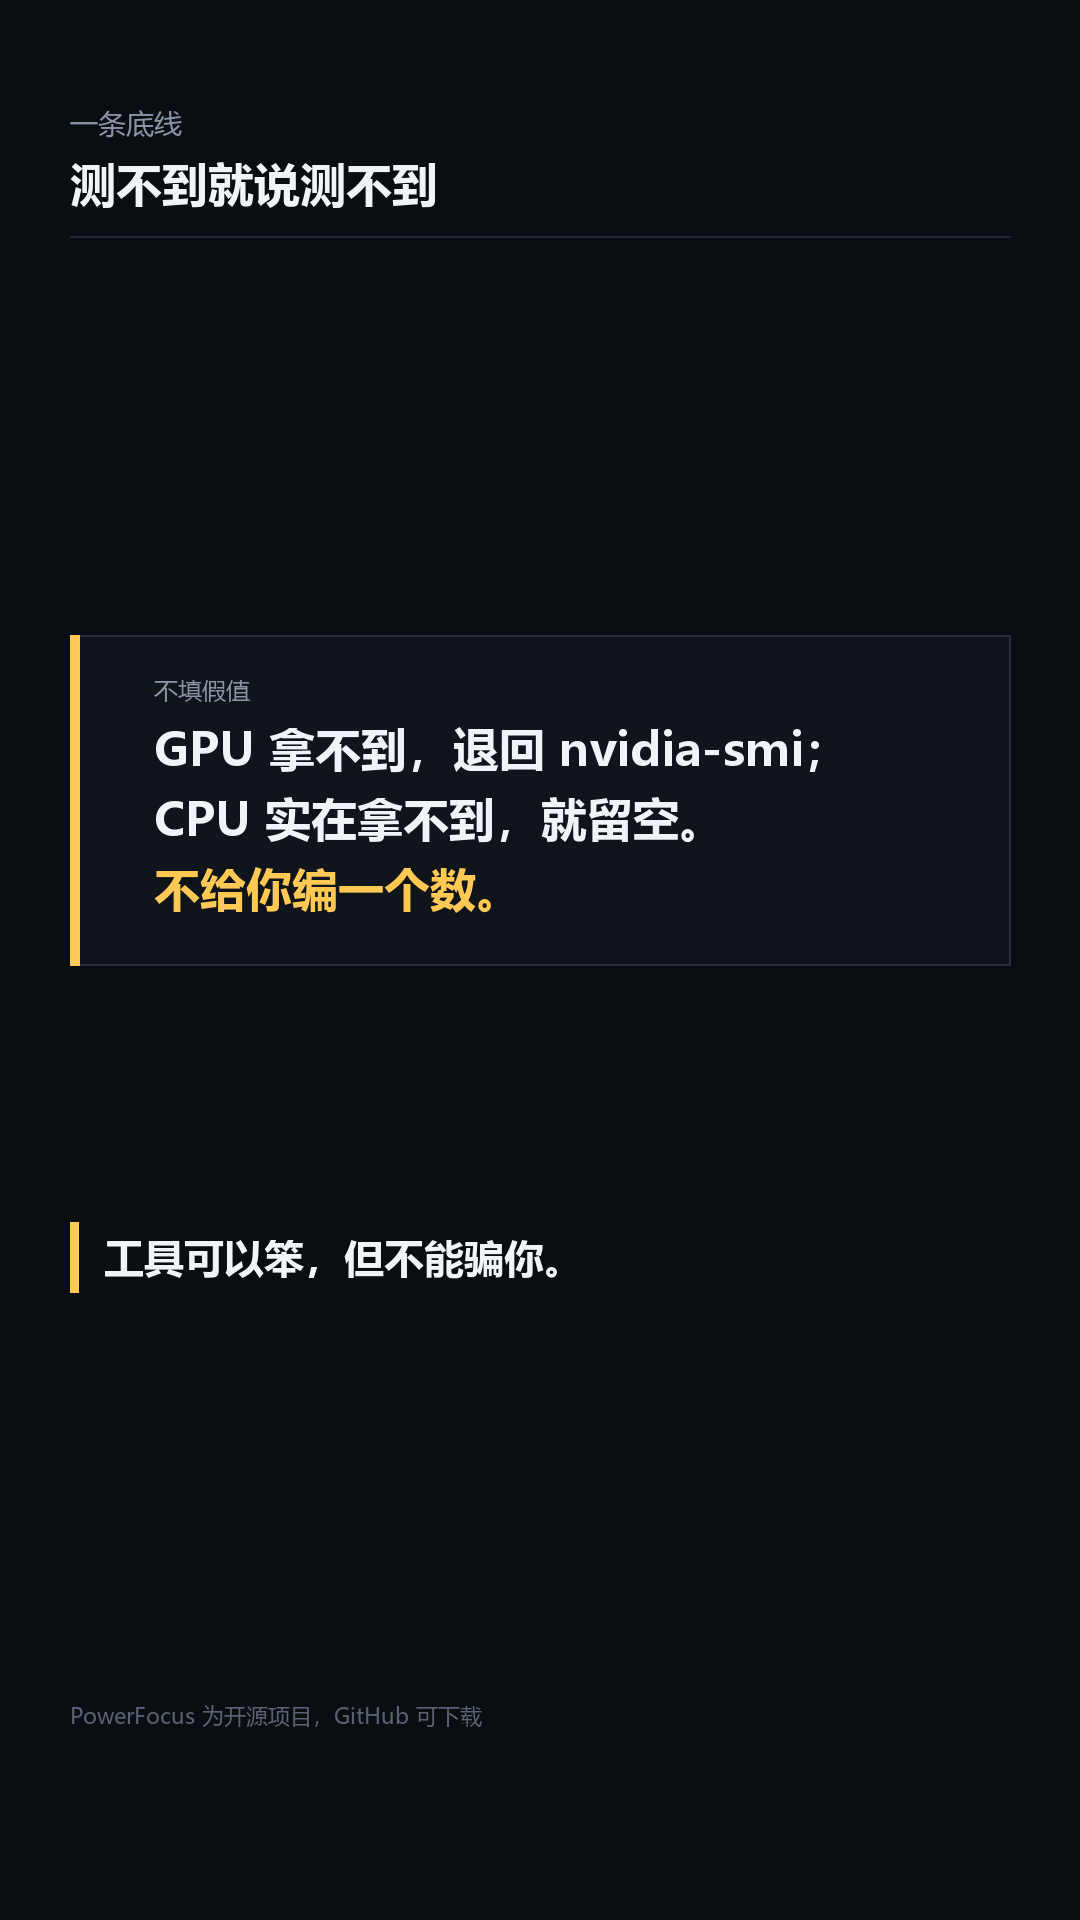 一条底线
测不到就说测不到
不填假值
GPU 拿不到，退回 nvidia-smi；
CPU 实在拿不到，就留空。
不给你编一个数。
工具可以笨，但不能骗你。
PowerFocus 为开源项目，GitHub 可下载